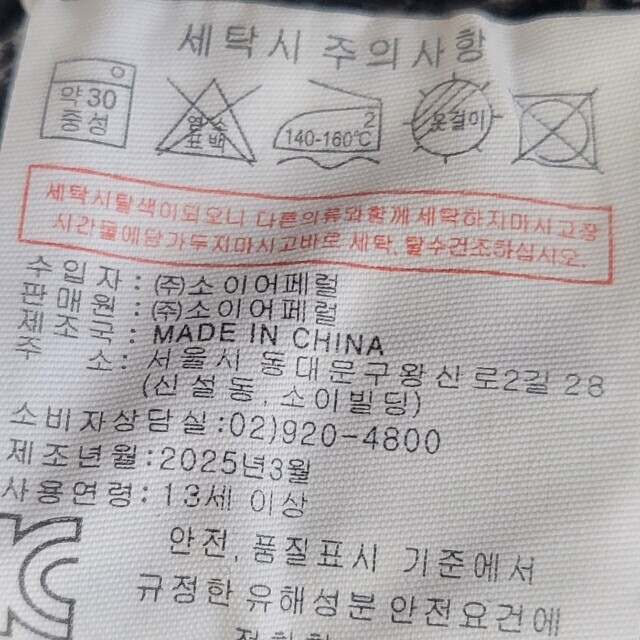 세탁시 주의사항
약30
중성
염소
표백
2
140-160℃
옷걸이
세탁시탈색이되오니 다른의류와함께세탁하지마시고장
시간물에담가두지마시고바로 세탁, 탈수건조하십시오.
수입자 : ㈜소이어페럴
판매원 : ㈜소이어페럴
제조국 : MADE IN CHINA
주 소 : 서울시 동대문구왕산로2길 28
(신설동, 소이빌딩)
소비자상담실:02)920-4800
제조년월:2025년3월
사용연령:13세 이상
안전, 품질표시 기준에서
규정한 유해성분 안전요건에